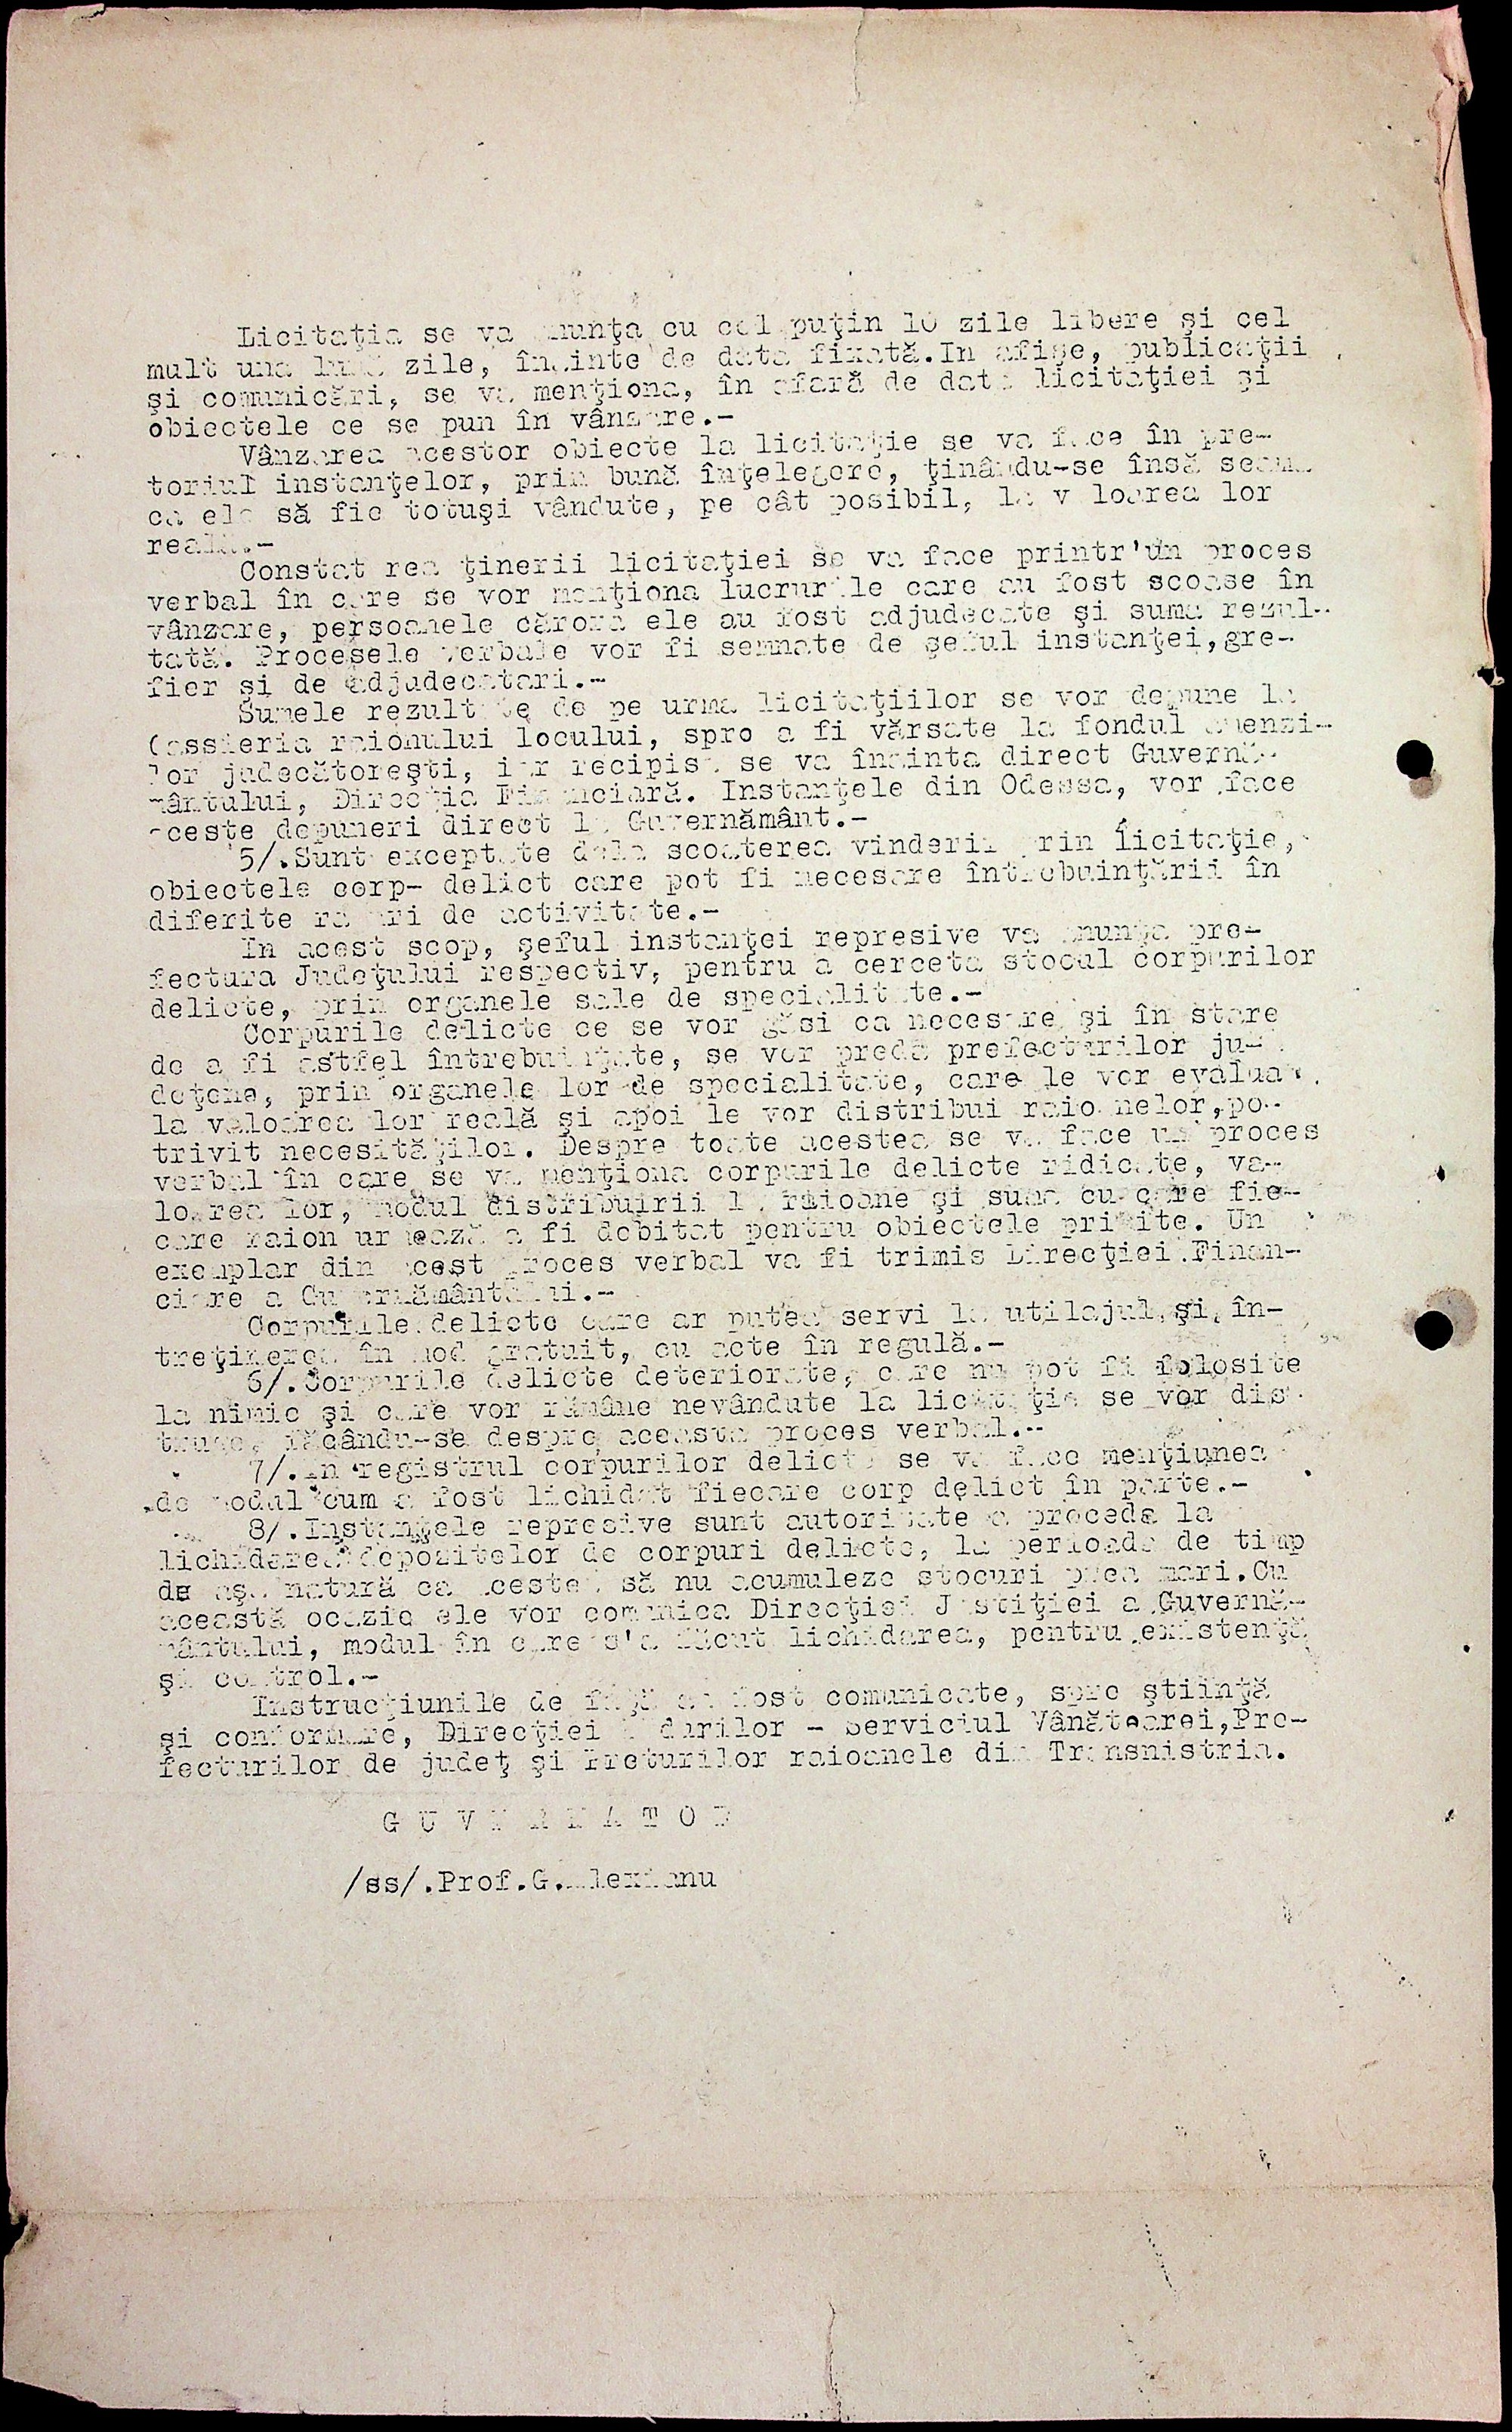 Licitaţia se va anunţa cu cel puţin 10 zile libere şi cel
mult una lună zile, înainte de data fixată.In afişe, publicaţii
şi comunicări, se va menţiona, în afară de data licitaţiei şi
obiectele ce se pun în vânzare.-
Vânzarea acestor obiecte la licitaţie se va face în pre-
toriul instanţelor, prin bună înţelegere, ţinându-se însă seama
ca ele să fie totuşi vândute, pe cât posibil, la valoarea lor
reală.-
Constatarea ţinerii licitaţiei se va face printr'un proces
verbal în care se vor menţiona lucrurile care au fost scoase în
vânzare, persoanele cărora ele au fost adjudecate şi suma rezul-
tată. Procesele verbale vor fi semnate de şeful instanţei,gre-
fier şi de adjudecatari.-
Sumele rezultate de pe urma licitaţiilor se vor depune la
Cassieria raionului locului, spre a fi vărsate la fondul amenzi-
lor judecătoreşti, iar recipisa se va înainta direct Guvernă-
mântului, Direcţia Financiară. Instanţele din Odessa, vor face
aceste depuneri direct la Guvernământ.-
5/.Sunt exceptate dela scoaterea vinderii prin licitaţie,
obiectele corp- delict care pot fi necesare întrebuinţării în
diferite ramuri de activitate.-
In acest scop, şeful instanţei represive va anunţa pre-
fectura Judeţului respectiv, pentru a cerceta stocul corpurilor
delicte, prin organele sale de specialitate.-
Corpurile delicte ce se vor găsi ca necesare şi în stare
de a fi astfel întrebuinţate, se vor preda prefecturilor ju-
deţene, prin organele lor de specialitate, care le vor evalua
la valoarea lor reală şi apoi le vor distribui raioanelor,po-
trivit necesităţilor. Despre toate acestea se va face un proces
verbal în care se va menţiona corpurile delicte ridicate, va-
loarea lor, modul distribuirii la raioane şi suma cu care fie-
care raion urmează a fi debitat pentru obiectele primite. Un
exemplar din acest proces verbal va fi trimis Direcţiei Finan-
ciare a Guvernământului.-
Corpurile delicte care ar putea servi la utilajul şi în-
treţinerea în mod gratuit, cu acte în regulă.-
6/.Corpurile delicte deteriorate, care nu pot fi folosite
la nimic şi care vor rămâne nevândute la licitaţie se vor dis-
truge, făcându-se despre aceasta proces verbal.--
7/.In registrul corpurilor delicte se va face menţiunea
de modul cum a fost lichidat fiecare corp delict în parte.-
8/.Instanţele represive sunt autorizate a proceda la
lichidarea depozitelor de corpuri delicte, la perioade de timp
de aşa natură ca acestea să nu acumuleze stocuri prea mari.Cu
această ocazie ele vor comunica Direcţiei Justiţiei a Guvernă-
mântului, modul în care s'a făcut lichidarea, pentru existenţă
şi control.-
Instrucţiunile de faţă au fost comunicate, spre ştiinţă
şi conformare, Direcţiei Pădurilor - Serviciul Vânătoarei,Pre-
fecturilor de judeţ şi Preturilor raioanele din Transnistria.
G U V E R N A T O R
/ss/.Prof.G.Alexianu